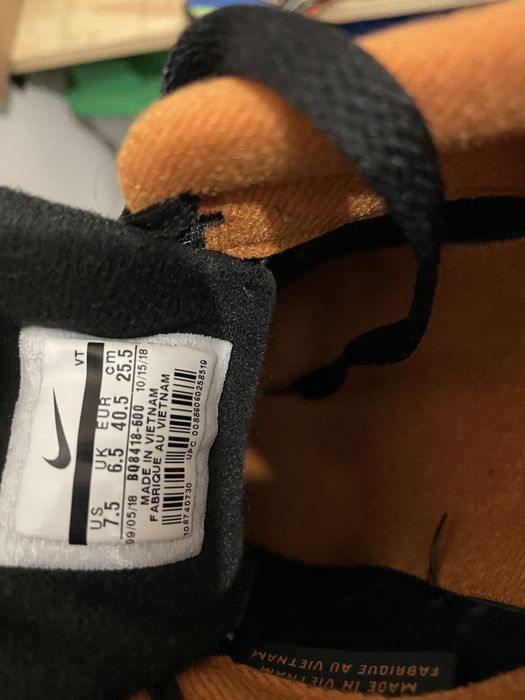 VT
US UK EUR cm
7.5 6.5 40.5 25.5
09/05/18 BQ8418-600 10/15/18
MADE IN VIETNAM
FABRIQUE AU VIETNAM
108740730
UPC 00886060258519
MADE IN VIETNAM
FABRIQUE AU VIETNAM